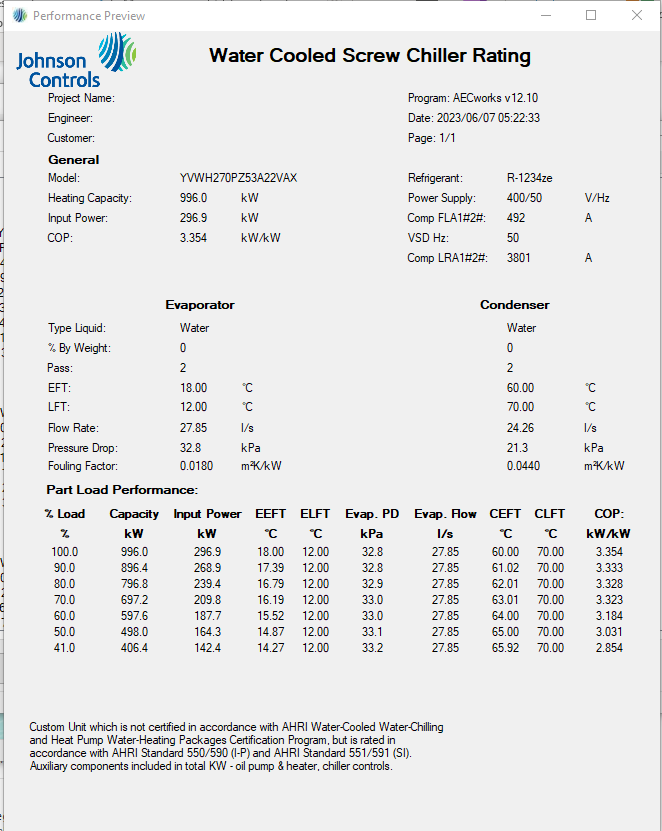 Performance Preview
Johnson
Controls
Water Cooled Screw Chiller Rating
Project Name: Program: AECworks v12.10
Engineer: Date: 2023/06/07 05:22:33
Customer: Page: 1/1
General
Model: YVWH270PZ53A22VAX Refrigerant: R-1234ze
Heating Capacity: 996.0 kW Power Supply: 400/50 V/Hz
Input Power: 296.9 kW Comp FLA1#2#: 492 A
COP: 3.354 kW/kW VSD Hz: 50
Comp LRA1#2#: 3801 A
Evaporator Condenser
Type Liquid: Water Water
% By Weight: 0 0
Pass: 2 2
EFT: 18.00 °C 60.00 °C
LFT: 12.00 °C 70.00 °C
Flow Rate: 27.85 l/s 24.26 l/s
Pressure Drop: 32.8 kPa 21.3 kPa
Fouling Factor: 0.0180 m²K/kW 0.0440 m²K/kW
Part Load Performance:
% Load Capacity Input Power EEFT ELFT Evap. PD Evap. Flow CEFT CLFT COP:
% kW kW °C °C kPa l/s °C °C kW/kW
100.0 996.0 296.9 18.00 12.00 32.8 27.85 60.00 70.00 3.354
90.0 896.4 268.9 17.39 12.00 32.8 27.85 61.02 70.00 3.333
80.0 796.8 239.4 16.79 12.00 32.9 27.85 62.01 70.00 3.328
70.0 697.2 209.8 16.19 12.00 33.0 27.85 63.01 70.00 3.323
60.0 597.6 187.7 15.52 12.00 33.0 27.85 64.00 70.00 3.184
50.0 498.0 164.3 14.87 12.00 33.1 27.85 65.00 70.00 3.031
41.0 406.4 142.4 14.27 12.00 33.2 27.85 65.92 70.00 2.854
Custom Unit which is not certified in accordance with AHRI Water-Cooled Water-Chilling
and Heat Pump Water-Heating Packages Certification Program, but is rated in
accordance with AHRI Standard 550/590 (I-P) and AHRI Standard 551/591 (SI).
Auxiliary components included in total KW - oil pump & heater, chiller controls.